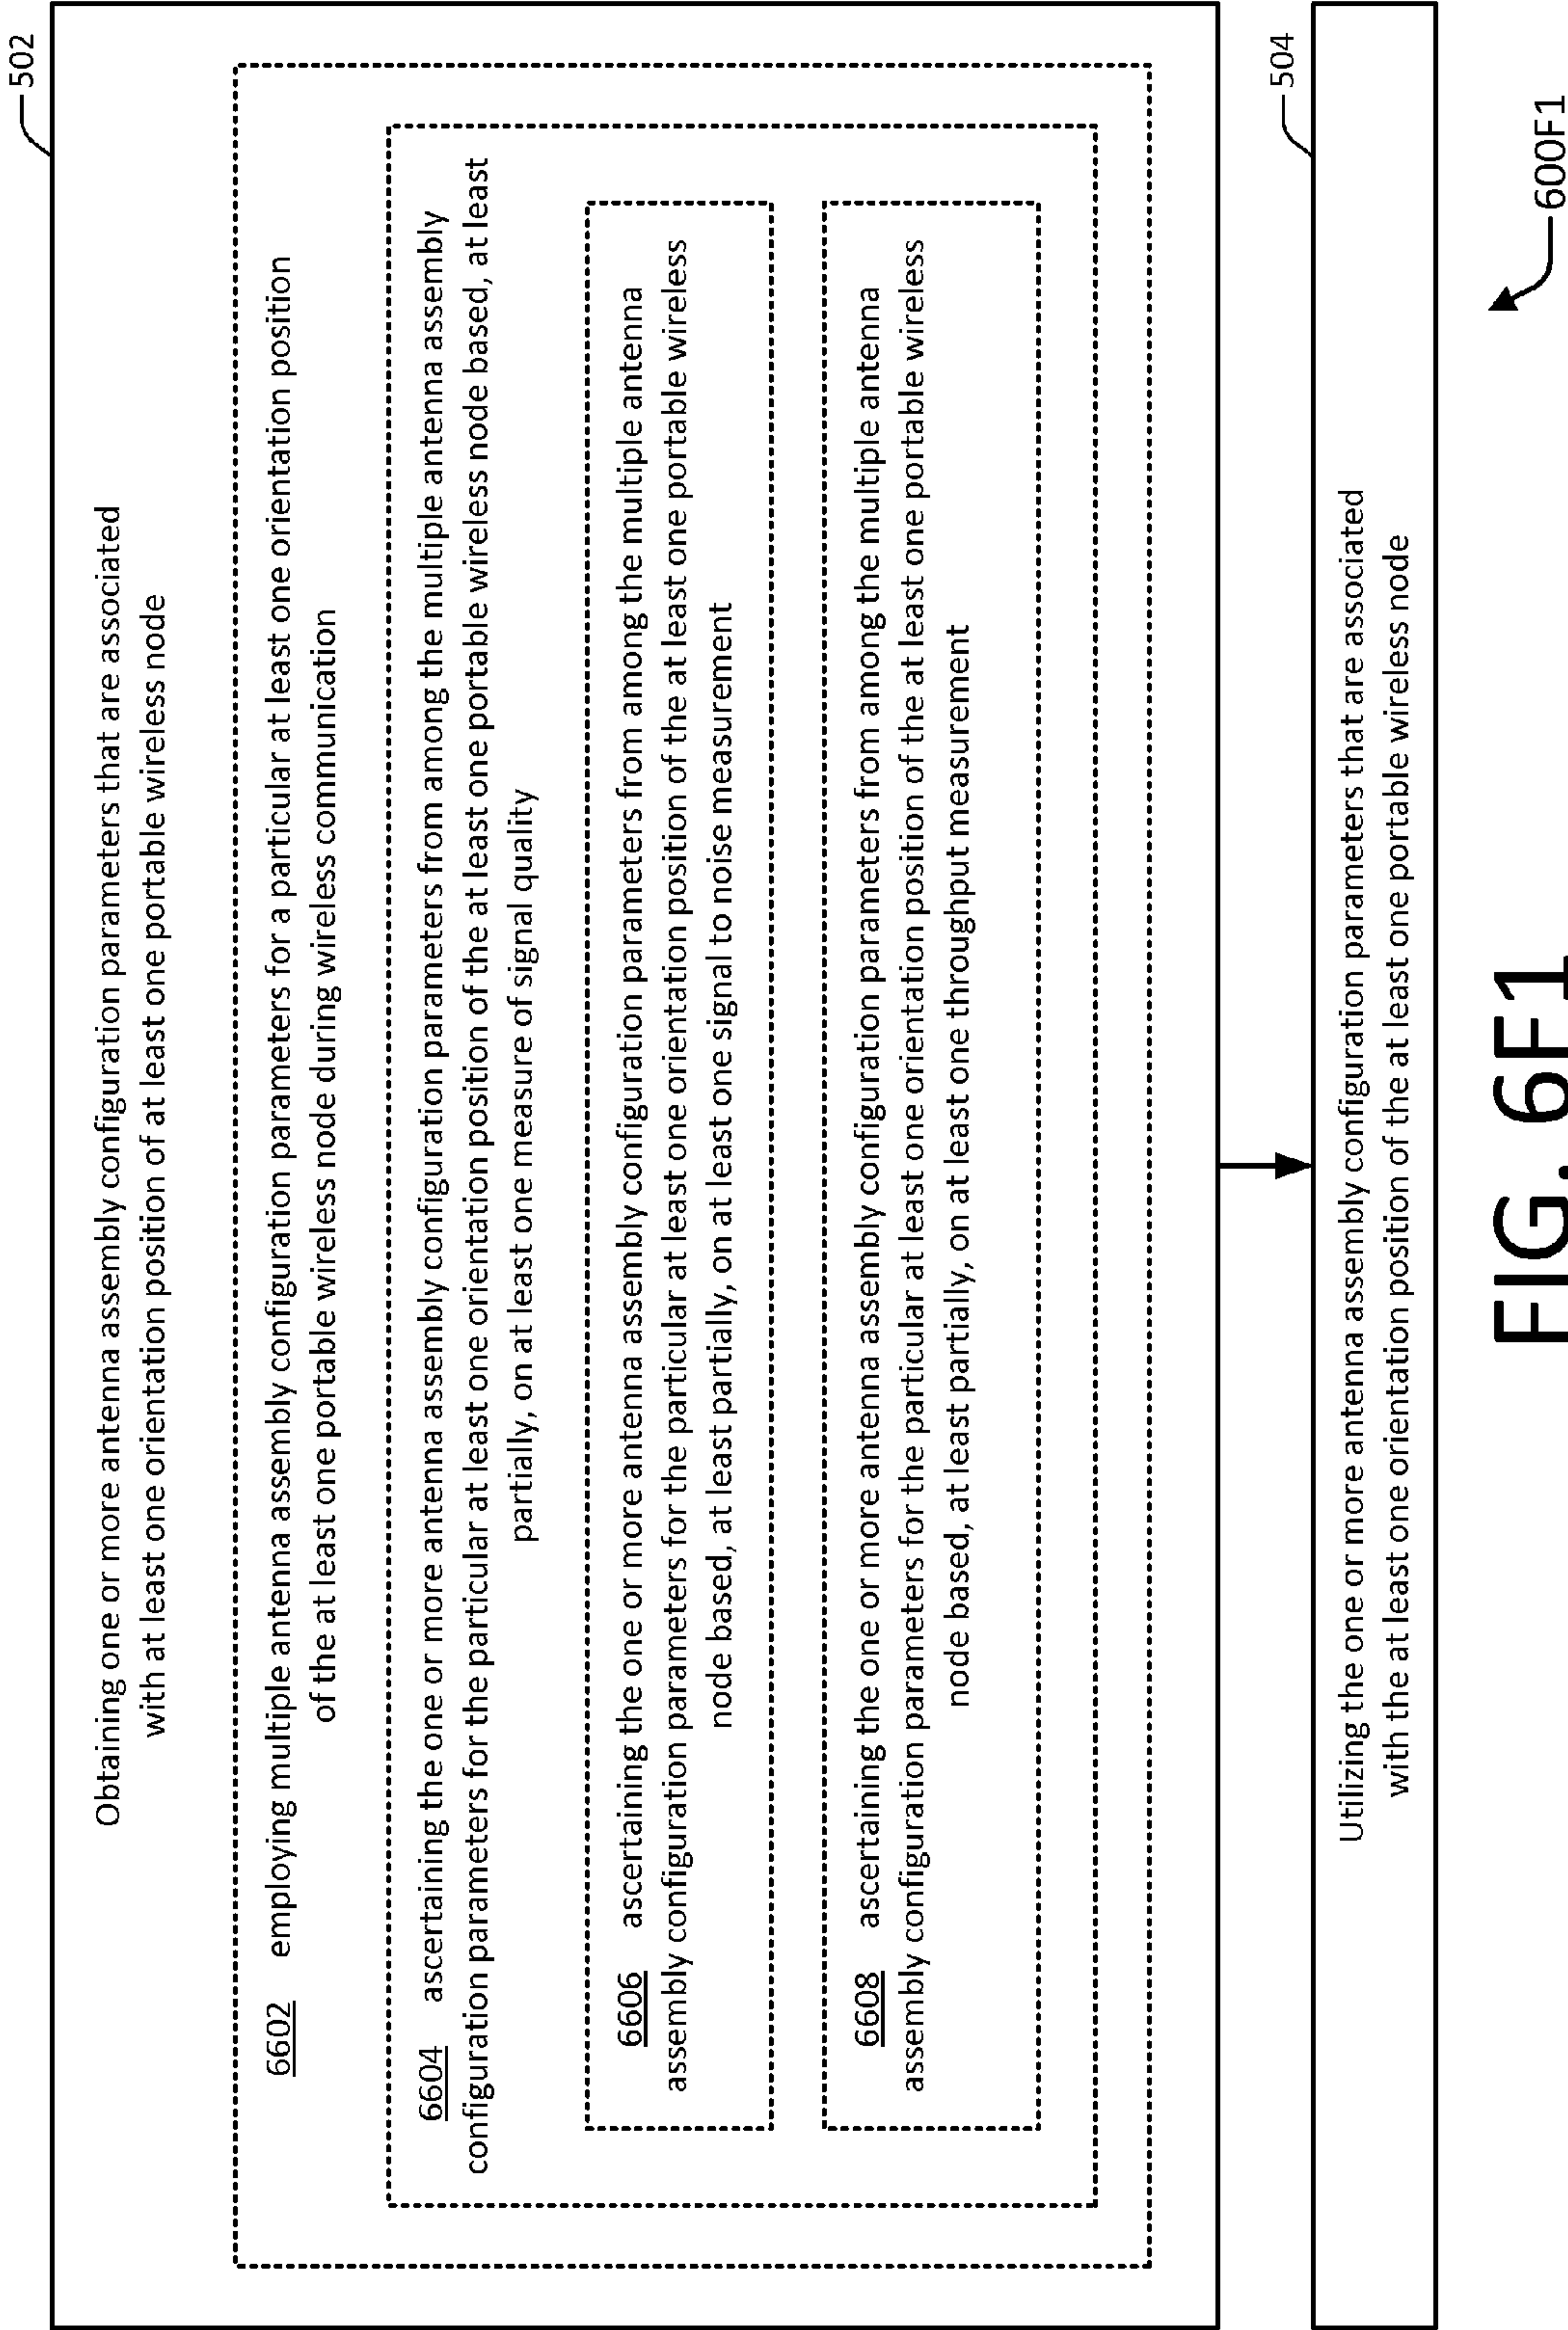 502
Obtaining one or more antenna assembly configuration parameters that are associated
with at least one orientation position of at least one portable wireless node
6602 employing multiple antenna assembly configuration parameters for a particular at least one orientation position
of the at least one portable wireless node during wireless communication
6604 ascertaining the one or more antenna assembly configuration parameters from among the multiple antenna assembly
configuration parameters for the particular at least one orientation position of the at least one portable wireless node based, at least
partially, on at least one measure of signal quality
6606 ascertaining the one or more antenna assembly configuration parameters from among the multiple antenna
assembly configuration parameters for the particular at least one orientation position of the at least one portable wireless
node based, at least partially, on at least one signal to noise measurement
6608 ascertaining the one or more antenna assembly configuration parameters from among the multiple antenna
assembly configuration parameters for the particular at least one orientation position of the at least one portable wireless
node based, at least partially, on at least one throughput measurement
504
Utilizing the one or more antenna assembly configuration parameters that are associated
with the at least one orientation position of the at least one portable wireless node
600F1
FIG. 6F1